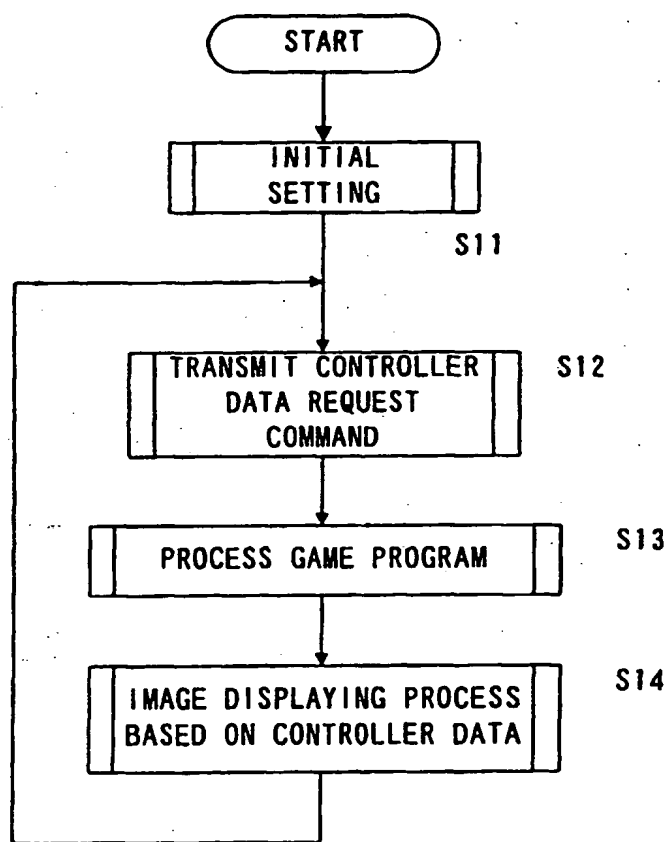 START
INITIAL
SETTING
S11
TRANSMIT CONTROLLER
DATA REQUEST
COMMAND
S12
PROCESS GAME PROGRAM
S13
IMAGE DISPLAYING PROCESS
BASED ON CONTROLLER DATA
S14